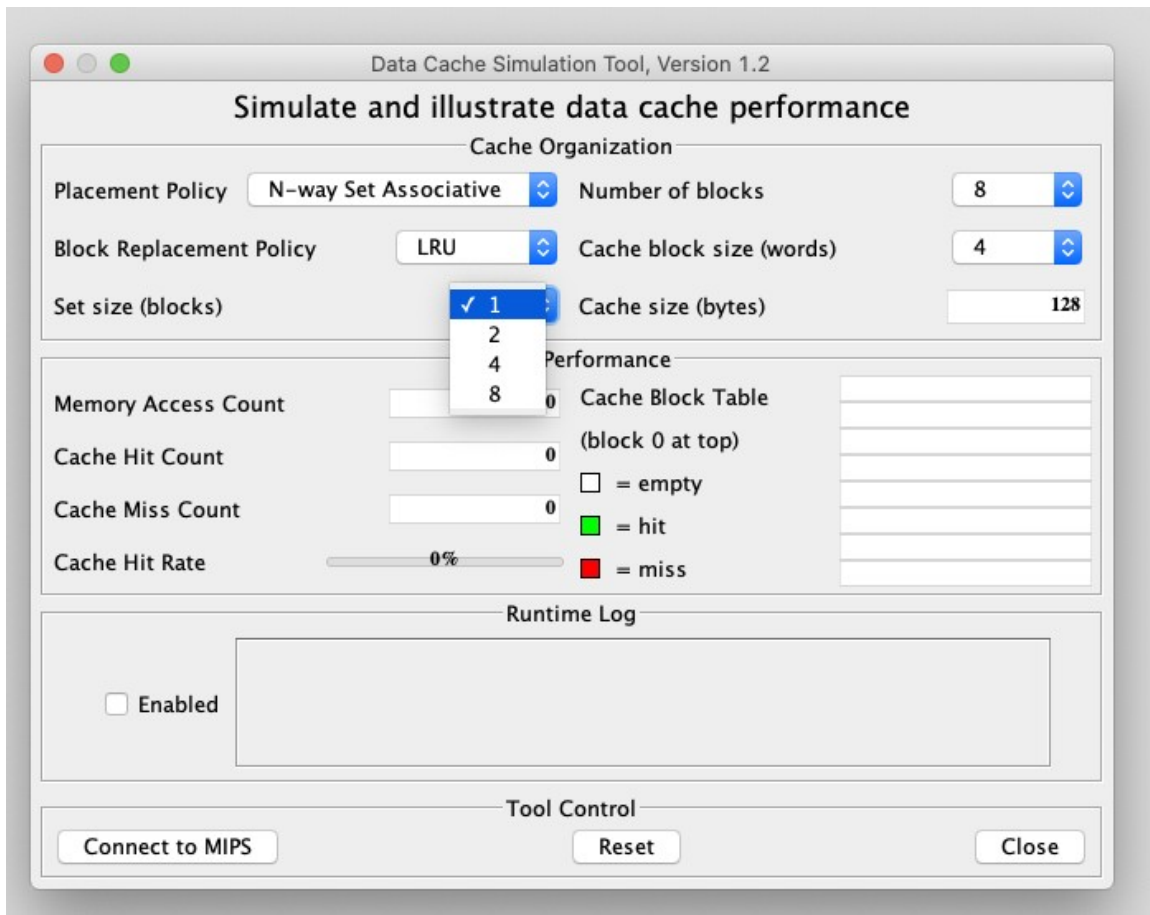 Data Cache Simulation Tool, Version 1.2
Simulate and illustrate data cache performance
Cache Organization
Placement Policy N-way Set Associative Number of blocks 8
Block Replacement Policy LRU Cache block size (words) 4
Set size (blocks) ✓ 1 Cache size (bytes) 128
2
4
8
Performance
Memory Access Count 0 Cache Block Table
(block 0 at top)
Cache Hit Count 0
= empty
Cache Miss Count 0
= hit
Cache Hit Rate 0%
= miss
Runtime Log
Enabled
Tool Control
Connect to MIPS Reset Close